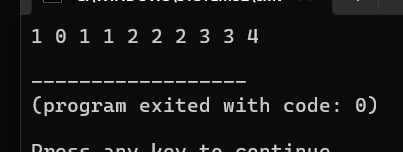 1 0 1 1 2 2 2 3 3 4
------------------
(program exited with code: 0)
Press any key to continue